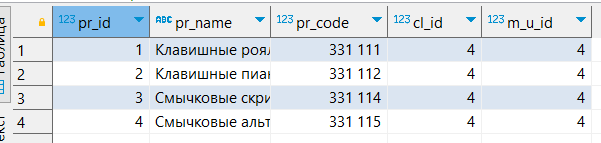 123 pr_id ABC pr_name 123 pr_code 123 cl_id 123 m_u_id
1 1 Клавишные роял 331 111 4 4
2 2 Клавишные пиан 331 112 4 4
3 3 Смычковые скри 331 114 4 4
4 4 Смычковые альт 331 115 4 4
Таблица
екст